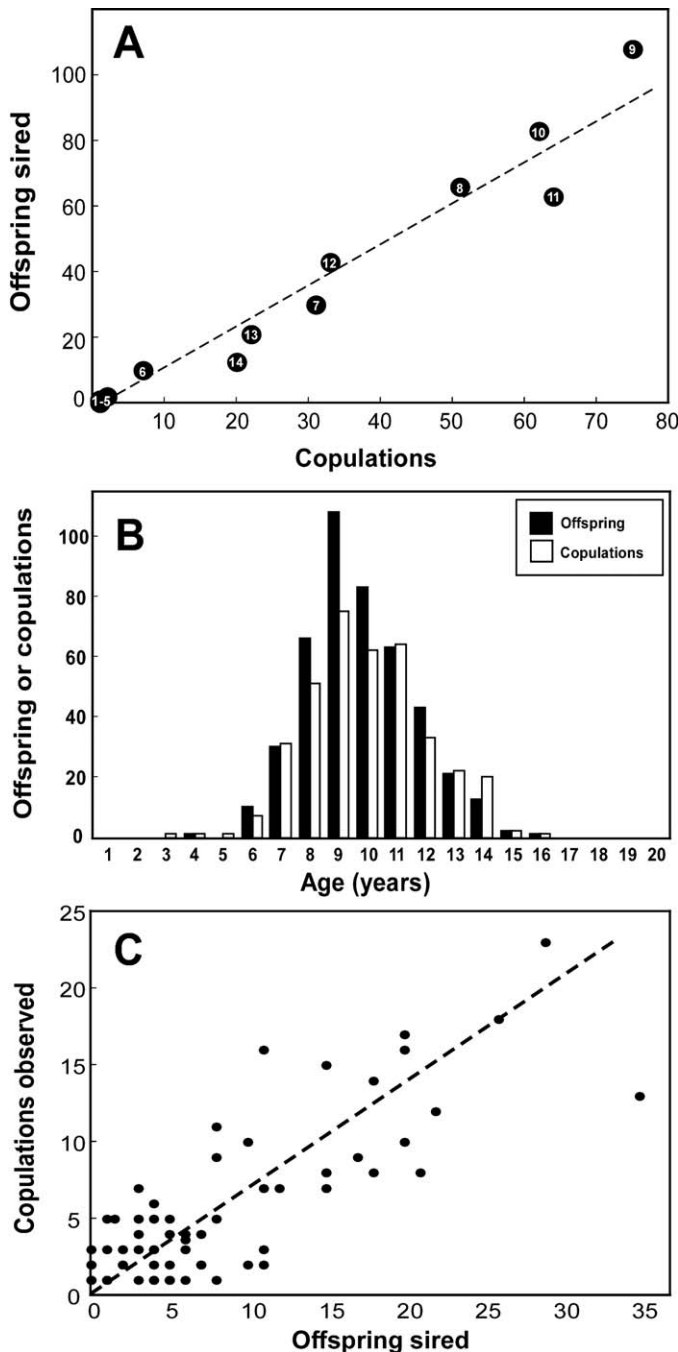 A
Offspring sired
100
80
60
40
20
0
9
10
11
8
12
7
13
14
6
1-5
10 20 30 40 50 60 70 80
Copulations
B
Offspring or copulations
100
80
60
40
20
0
Offspring
Copulations
1 2 3 4 5 6 7 8 9 10 11 12 13 14 15 16 17 18 19 20
Age (years)
C
Copulations observed
25
20
15
10
5
0
0 5 10 15 20 25 30 35
Offspring sired